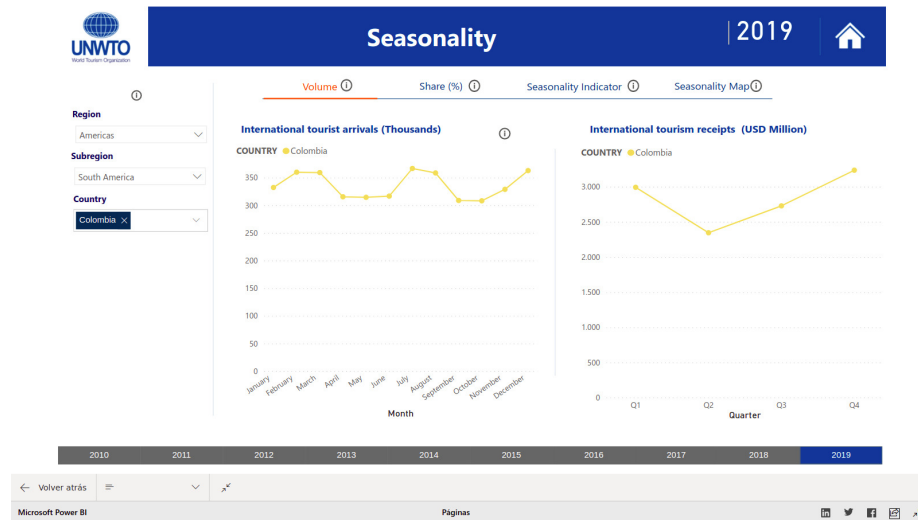 UNWTO
World Tourism Organization
Seasonality
2019
Region
Americas
Subregion
South America
Country
Colombia ×
Volume
Share (%)
Seasonality Indicator
Seasonality Map
International tourist arrivals (Thousands)
COUNTRY Colombia
350
300
250
200
150
100
50
0
January
February
March
April
May
June
July
August
September
October
November
December
Month
International tourism receipts (USD Million)
COUNTRY Colombia
3.000
2.500
2.000
1.500
1.000
500
0
Q1 Q2 Q3 Q4
Quarter
2010 2011 2012 2013 2014 2015 2016 2017 2018 2019
Volver atrás
Microsoft Power BI
Páginas